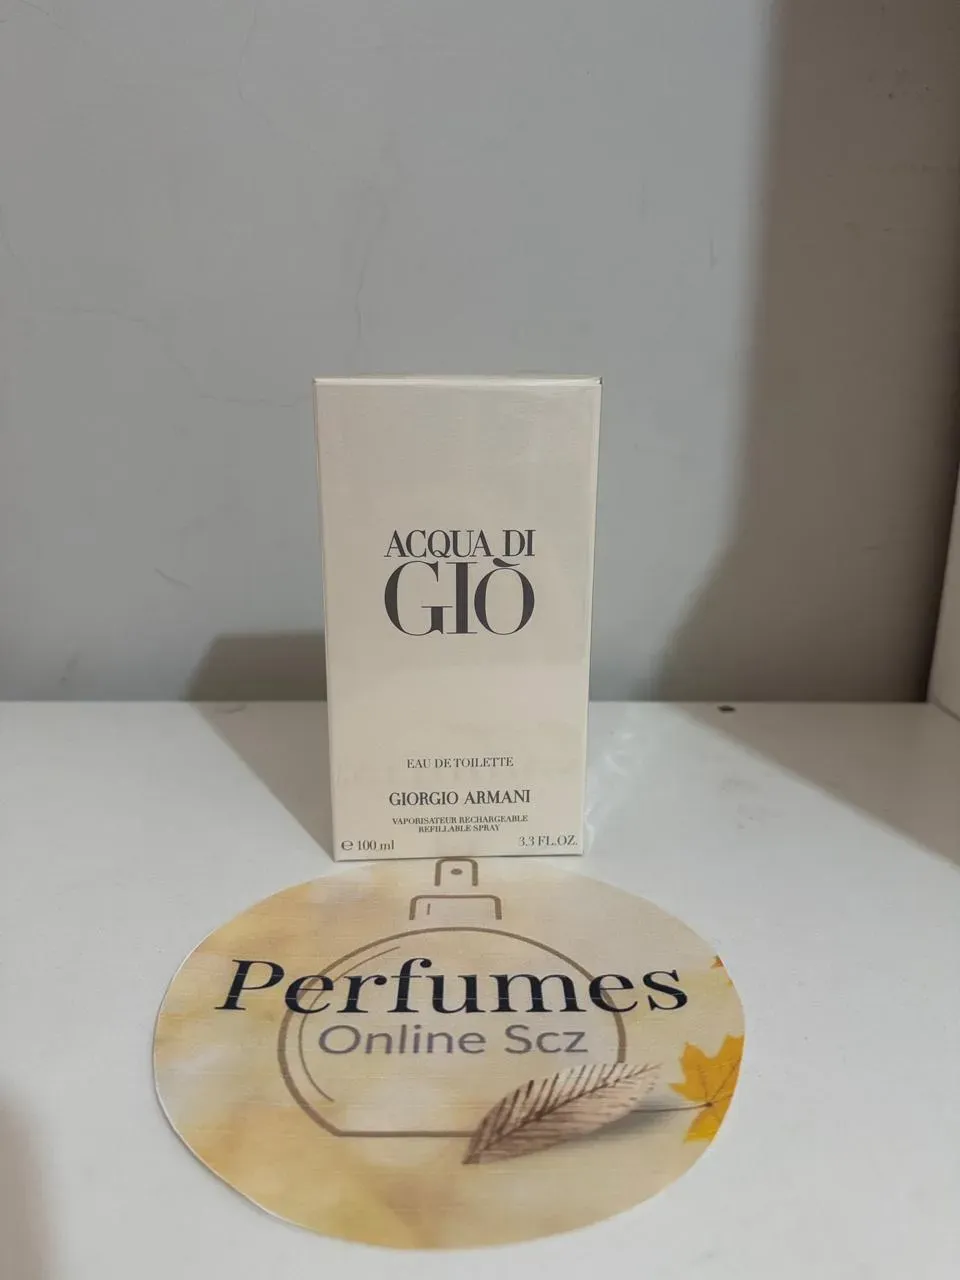 ACQUA DI
GIÒ
EAU DE TOILETTE
GIORGIO ARMANI
VAPORISATEUR RECHARGEABLE
REFILLABLE SPRAY
℮ 100 ml 3.3 FL.OZ.
Perfumes
Online Scz